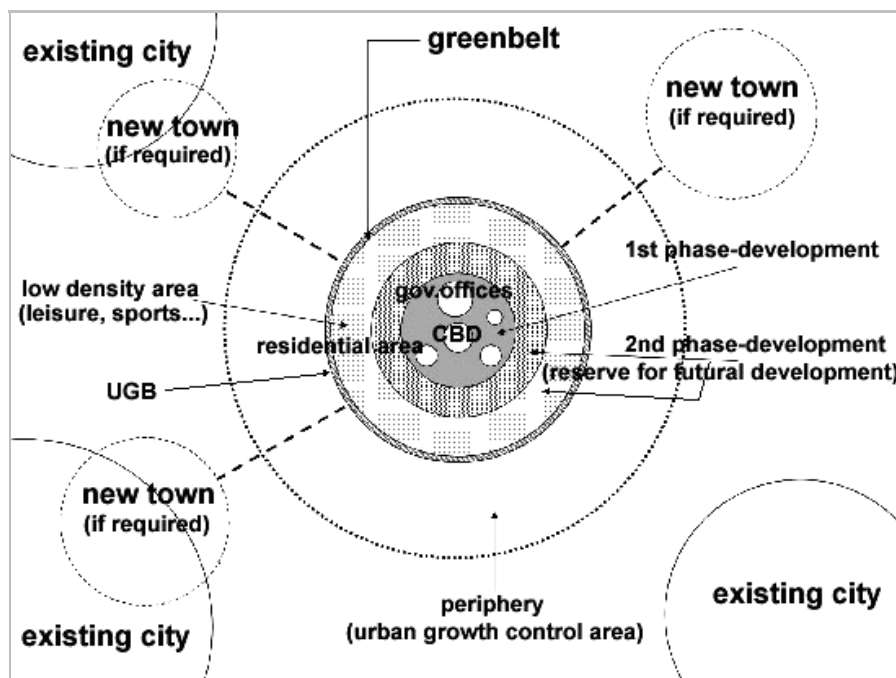 existing city
greenbelt
new town
(if required)
new town
(if required)
1st phase-development
low density area
(leisure, sports...)
gov.offices
CBD
residential area
2nd phase-development
(reserve for futural development)
UGB
new town
(if required)
existing city
periphery
(urban growth control area)
existing city